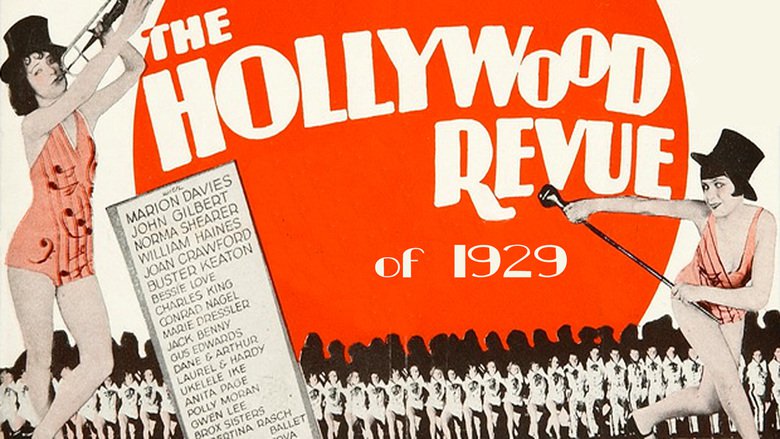 THE
HOLLYWOOD
REVUE
of 1929
with
MARION DAVIES
JOHN GILBERT
NORMA SHEARER
WILLIAM HAINES
JOAN CRAWFORD
BUSTER KEATON
BESSIE LOVE
CHARLES KING
CONRAD NAGEL
MARIE DRESSLER
JACK BENNY
GUS EDWARDS
DANE & ARTHUR
LAUREL & HARDY
UKELELE IKE
ANITA PAGE
POLLY MORAN
GWEN LEE
BROX SISTERS
RASCH
BALLET